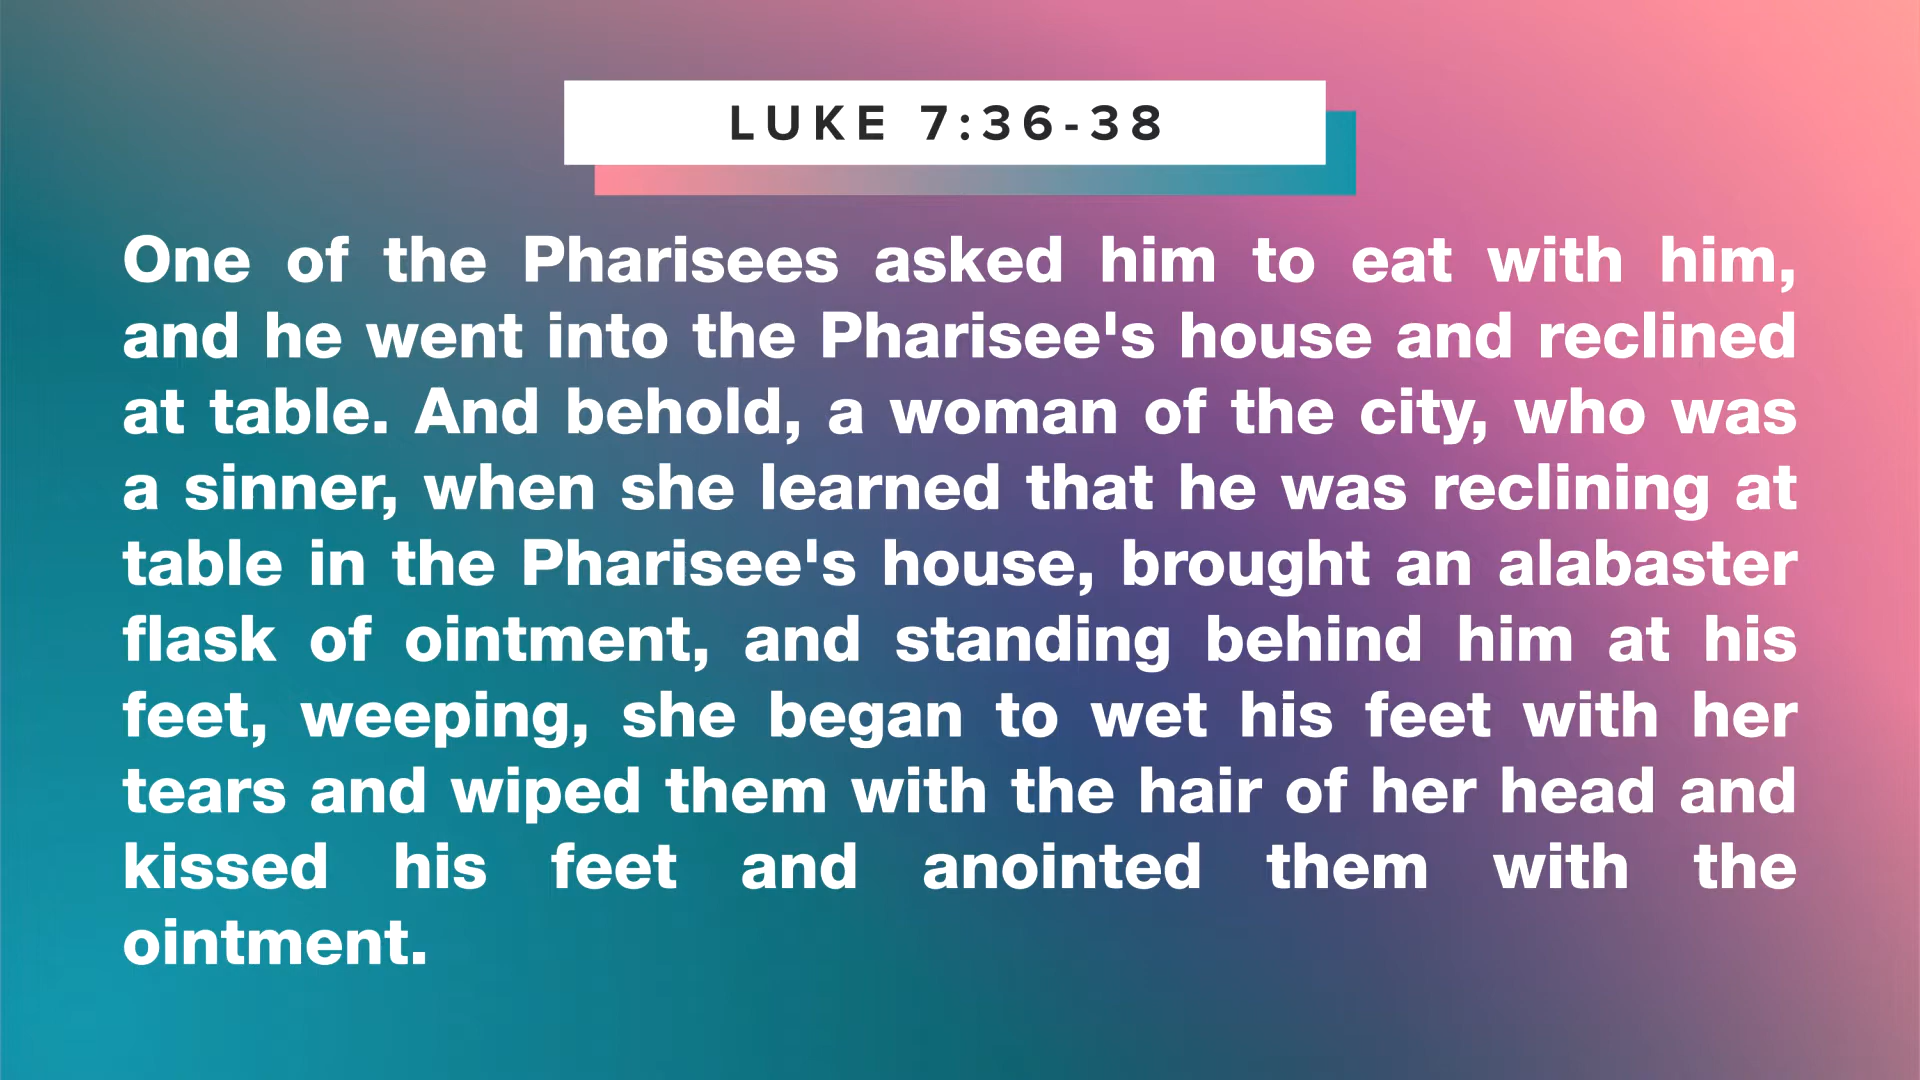 LUKE 7:36-38
One of the Pharisees asked him to eat with him,
and he went into the Pharisee's house and reclined
at table. And behold, a woman of the city, who was
a sinner, when she learned that he was reclining at
table in the Pharisee's house, brought an alabaster
flask of ointment, and standing behind him at his
feet, weeping, she began to wet his feet with her
tears and wiped them with the hair of her head and
kissed his feet and anointed them with the
ointment.